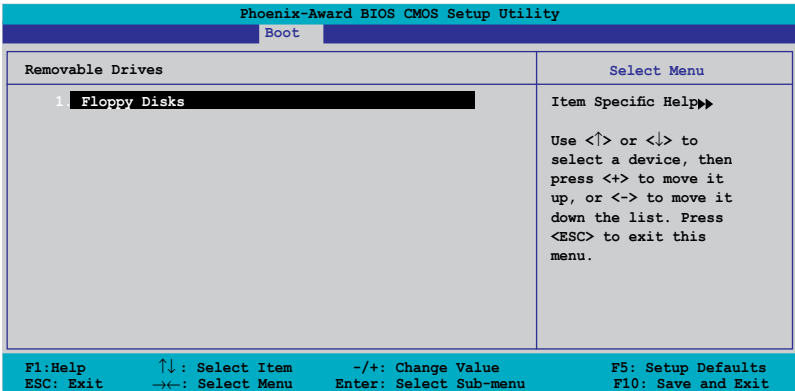 Phoenix-Award BIOS CMOS Setup Utility
Boot
Removable Drives
Select Menu
1. Floppy Disks
Item Specific Help▶▶
Use <↑> or <↓> to
select a device, then
press <+> to move it
up, or <-> to move it
down the list. Press
<ESC> to exit this
menu.
F1:Help ↑↓ : Select Item -/+: Change Value F5: Setup Defaults
ESC: Exit →←: Select Menu Enter: Select Sub-menu F10: Save and Exit